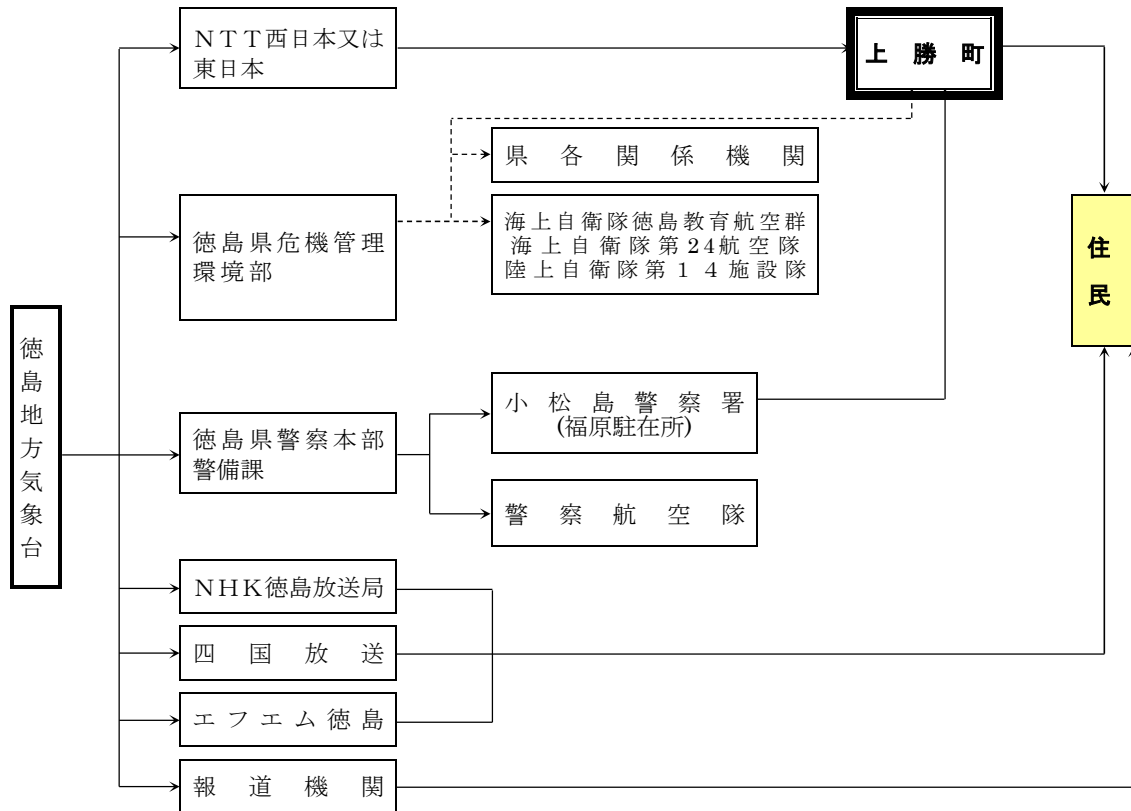 ＮＴＴ西日本又は
東日本
上勝町
県各関係機関
海上自衛隊徳島教育航空群
海上自衛隊第24航空隊
陸上自衛隊第１４施設隊
徳島県危機管理
環境部
住民
徳島地方気象台
小松島警察署
(福原駐在所)
徳島県警察本部
警備課
警察航空隊
ＮＨＫ徳島放送局
四国放送
エフエム徳島
報道機関